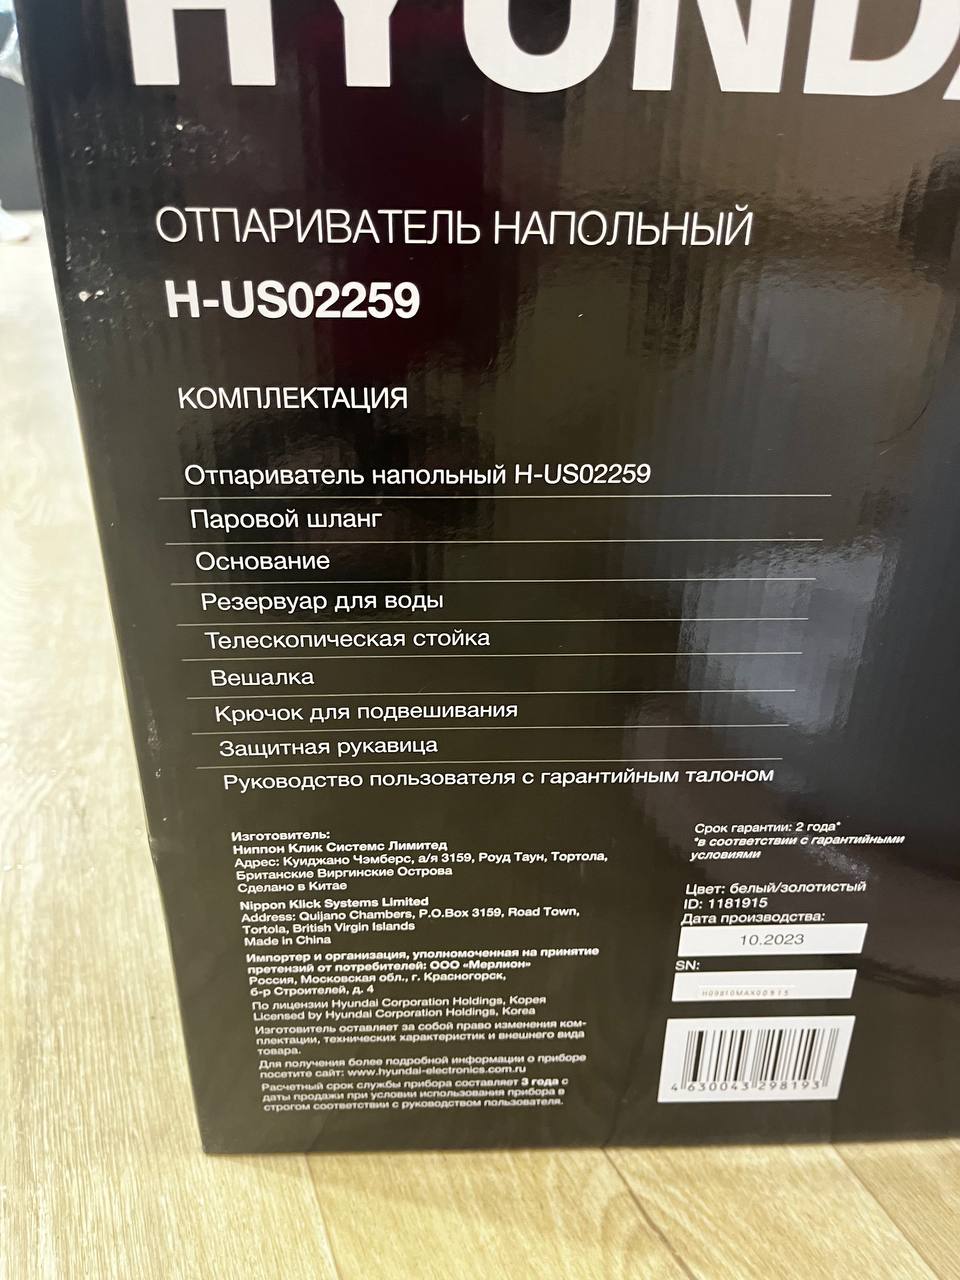 HYUNDA
ОТПАРИВАТЕЛЬ НАПОЛЬНЫЙ
H-US02259
КОМПЛЕКТАЦИЯ
Отпариватель напольный H-US02259
Паровой шланг
Основание
Резервуар для воды
Телескопическая стойка
Вешалка
Крючок для подвешивания
Защитная рукавица
Руководство пользователя с гарантийным талоном
Изготовитель:
Ниппон Клик Системс Лимитед
Адрес: Куиджано Чэмберс, а/я 3159, Роуд Таун, Тортола,
Британские Виргинские Острова
Сделано в Китае
Nippon Klick Systems Limited
Address: Quijano Chambers, P.O.Box 3159, Road Town,
Tortola, British Virgin Islands
Made in China
Импортер и организация, уполномоченная на принятие
претензий от потребителей: ООО «Мерлион»
Россия, Московская обл., г. Красногорск,
б-р Строителей, д. 4
По лицензии Hyundai Corporation Holdings, Корея
Licensed by Hyundai Corporation Holdings, Korea
Изготовитель оставляет за собой право изменения ком-
плектации, технических характеристик и внешнего вида
товара.
Для получения более подробной информации о приборе
посетите сайт: www.hyundai-electronics.com.ru
Расчетный срок службы прибора составляет 3 года с
даты продажи при условии использования прибора в
строгом соответствии с руководством пользователя.
Срок гарантии: 2 года*
*в соответствии с гарантийными
условиями
Цвет: белый/золотистый
ID: 1181915
Дата производства:
10.2023
SN:
H09810MAX00915
4 630043 298193